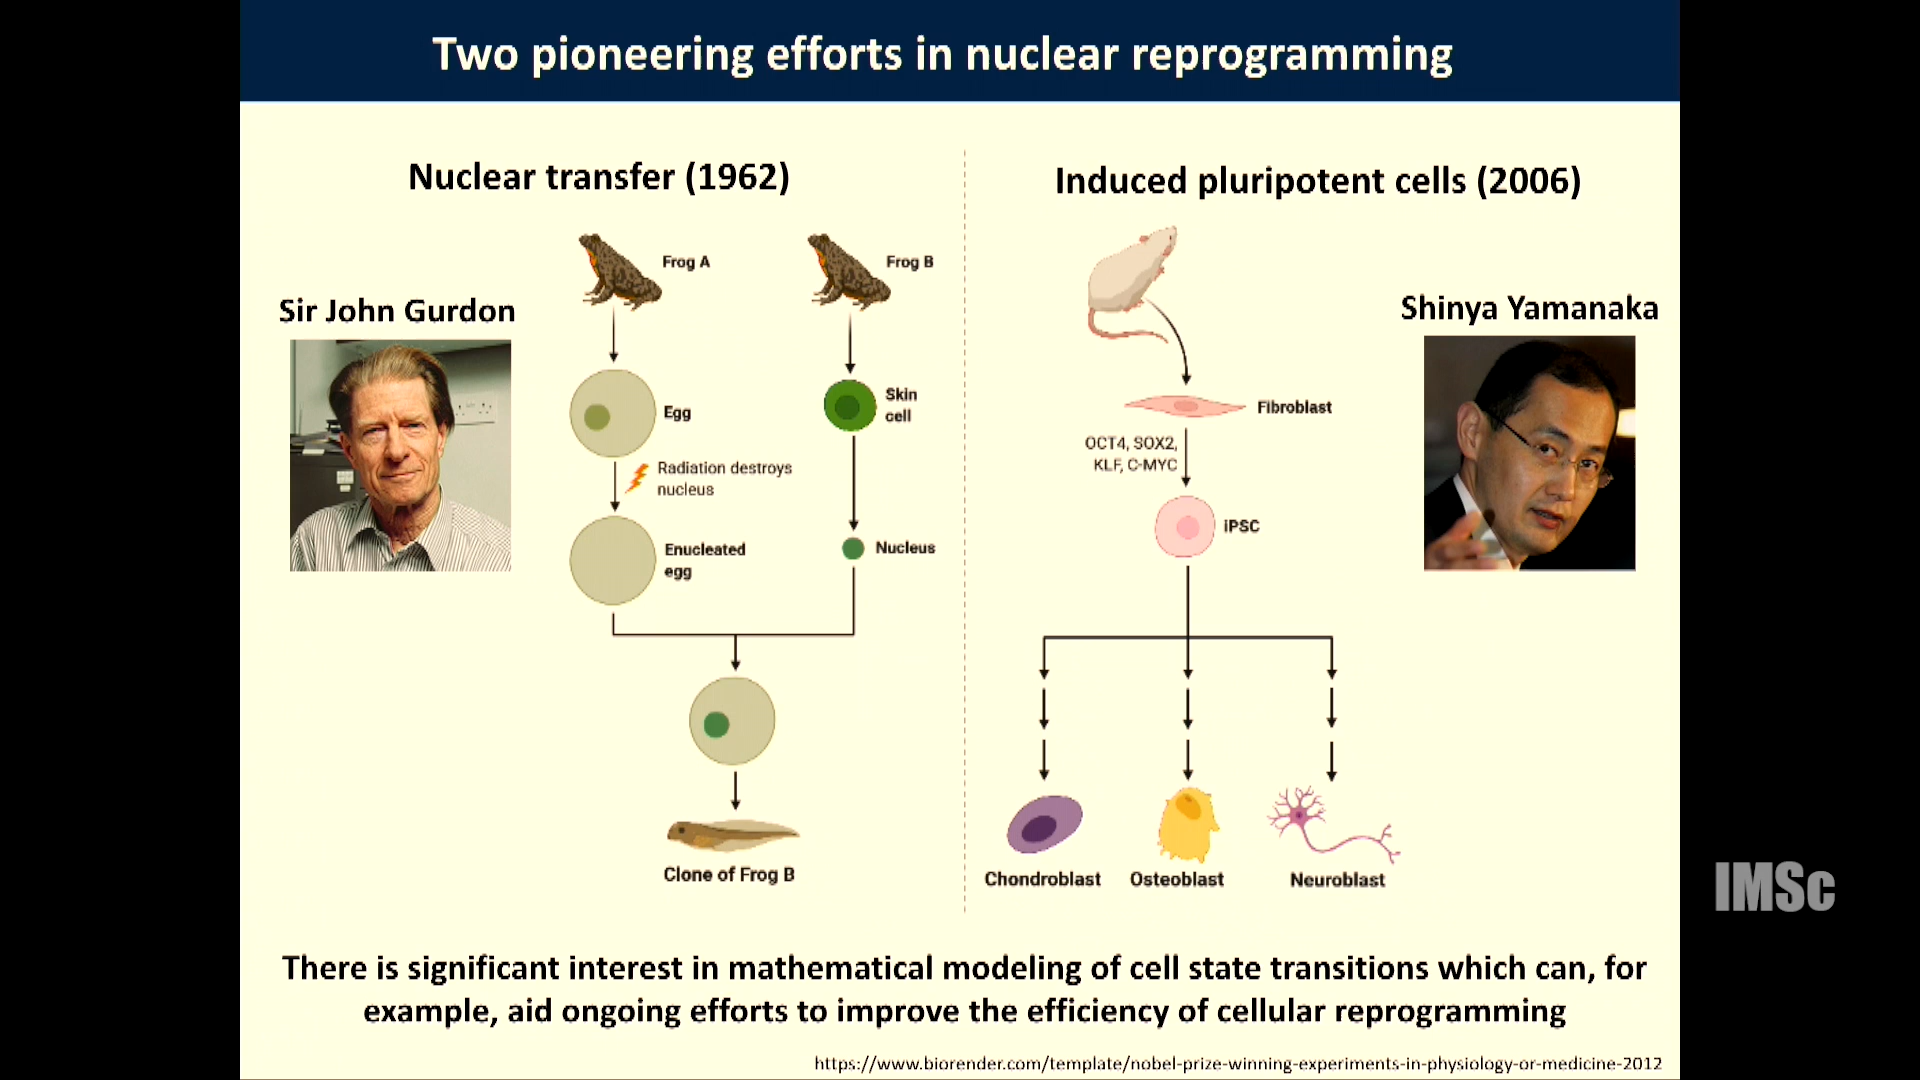 Two pioneering efforts in nuclear reprogramming
Nuclear transfer (1962)
Sir John Gurdon
Frog A
Frog B
Egg
Skin
cell
Radiation destroys
nucleus
Enucleated
egg
Nucleus
Clone of Frog B
Induced pluripotent cells (2006)
Shinya Yamanaka
Fibroblast
OCT4, SOX2,
KLF, C-MYC
iPSC
Chondroblast
Osteoblast
Neuroblast
There is significant interest in mathematical modeling of cell state transitions which can, for
example, aid ongoing efforts to improve the efficiency of cellular reprogramming
https://www.biorender.com/template/nobel-prize-winning-experiments-in-physiology-or-medicine-2012
IMSc